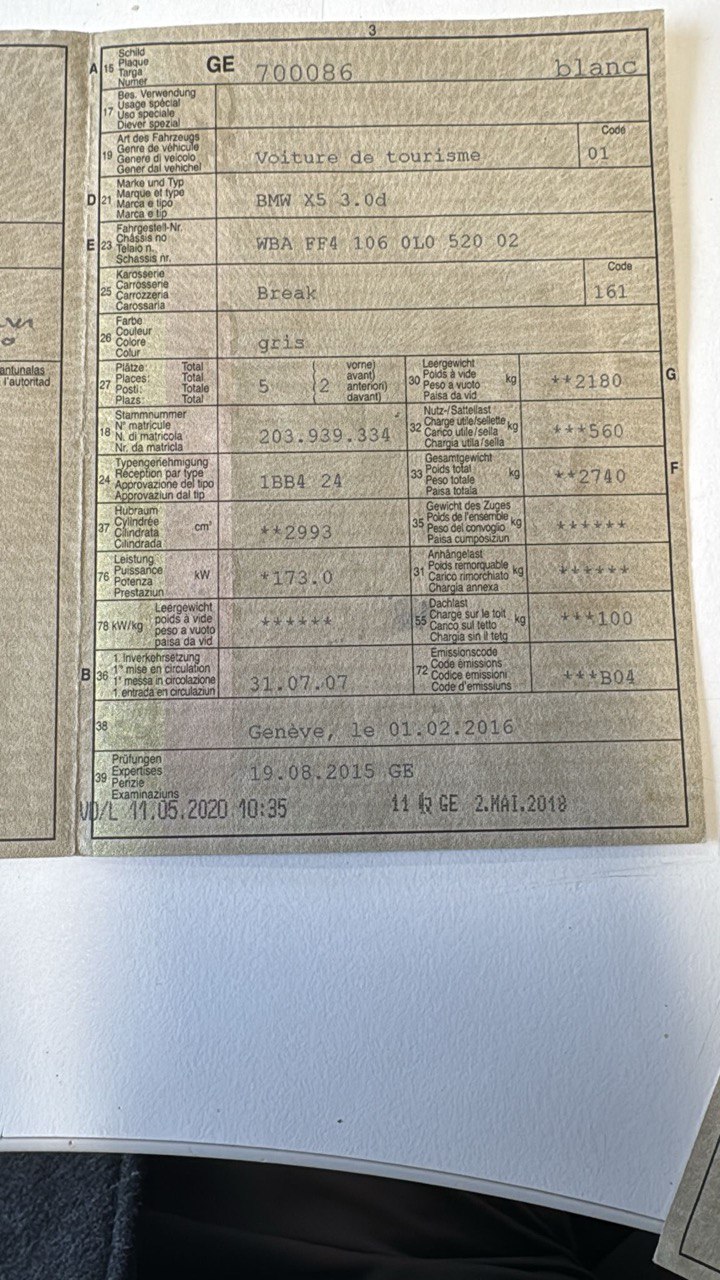 3
A 15 Schild Plaque Targa Numer GE 700086 blanc
17 Bes. Verwendung Usage spécial Uso speciale Diever spezial
19 Art des Fahrzeugs Genre de véhicule Genere di veicolo Gener dal vehichel Voiture de tourisme Code 01
D 21 Marke und Typ Marque et type Marca e tipo Marca e tip BMW X5 3.0d
E 23 Fahrgestell-Nr. Châssis no Telaio n. Schassis nr. WBA FF4 106 0L0 520 02
25 Karosserie Carrosserie Carrozzeria Carossaria Break Code 161
26 Farbe Couleur Colore Colur gris
27 Plätze: Total Places: Total Posti: Totale Plazs: Total 5 (2 vorne) avant) anteriori) davant)
30 Leergewicht Poids à vide Peso a vuoto Paisa da vid kg **2180 G
18 Stammnummer N° matricule N. di matricola Nr. da matricla 203.939.334
32 Nutz-/Sattellast Charge utile/sellette Carico utile/sella Chargia utila/sella kg ***560
24 Typengenehmigung Réception par type Approvazione del tipo Approvaziun dal tip 1BB4 24
33 Gesamtgewicht Poids total Peso totale Paisa totala kg **2740 F
37 Hubraum Cylindrée Cilindrata Cilindrada cm³ **2993
35 Gewicht des Zuges Poids de l'ensemble Peso del convoglio Paisa cumposiziun kg ******
76 Leistung Puissance Potenza Prestaziun kW *173.0
31 Anhängelast Poids remorquable Carico rimorchiato Chargia annexa kg ******
78 kW/kg Leergewicht poids à vide peso a vuoto paisa da vid ******
55 Dachlast Charge sur le toit Carico sul tetto Chargia sin il tetg kg ***100
B 36 1. Inverkehrsetzung 1re mise en circulation 1a messa in circolazione 1. entrada en circulaziun 31.07.07
72 Emissionscode Code émissions Codice emissioni Code d'emissiuns ***B04
38 Genève, le 01.02.2016
39 Prüfungen Expertises Perizie Examinaziuns 19.08.2015 GE
VD/L 11.05.2020 10:35
11 GE 2.MAI.2018
antunalas
l'autoritad